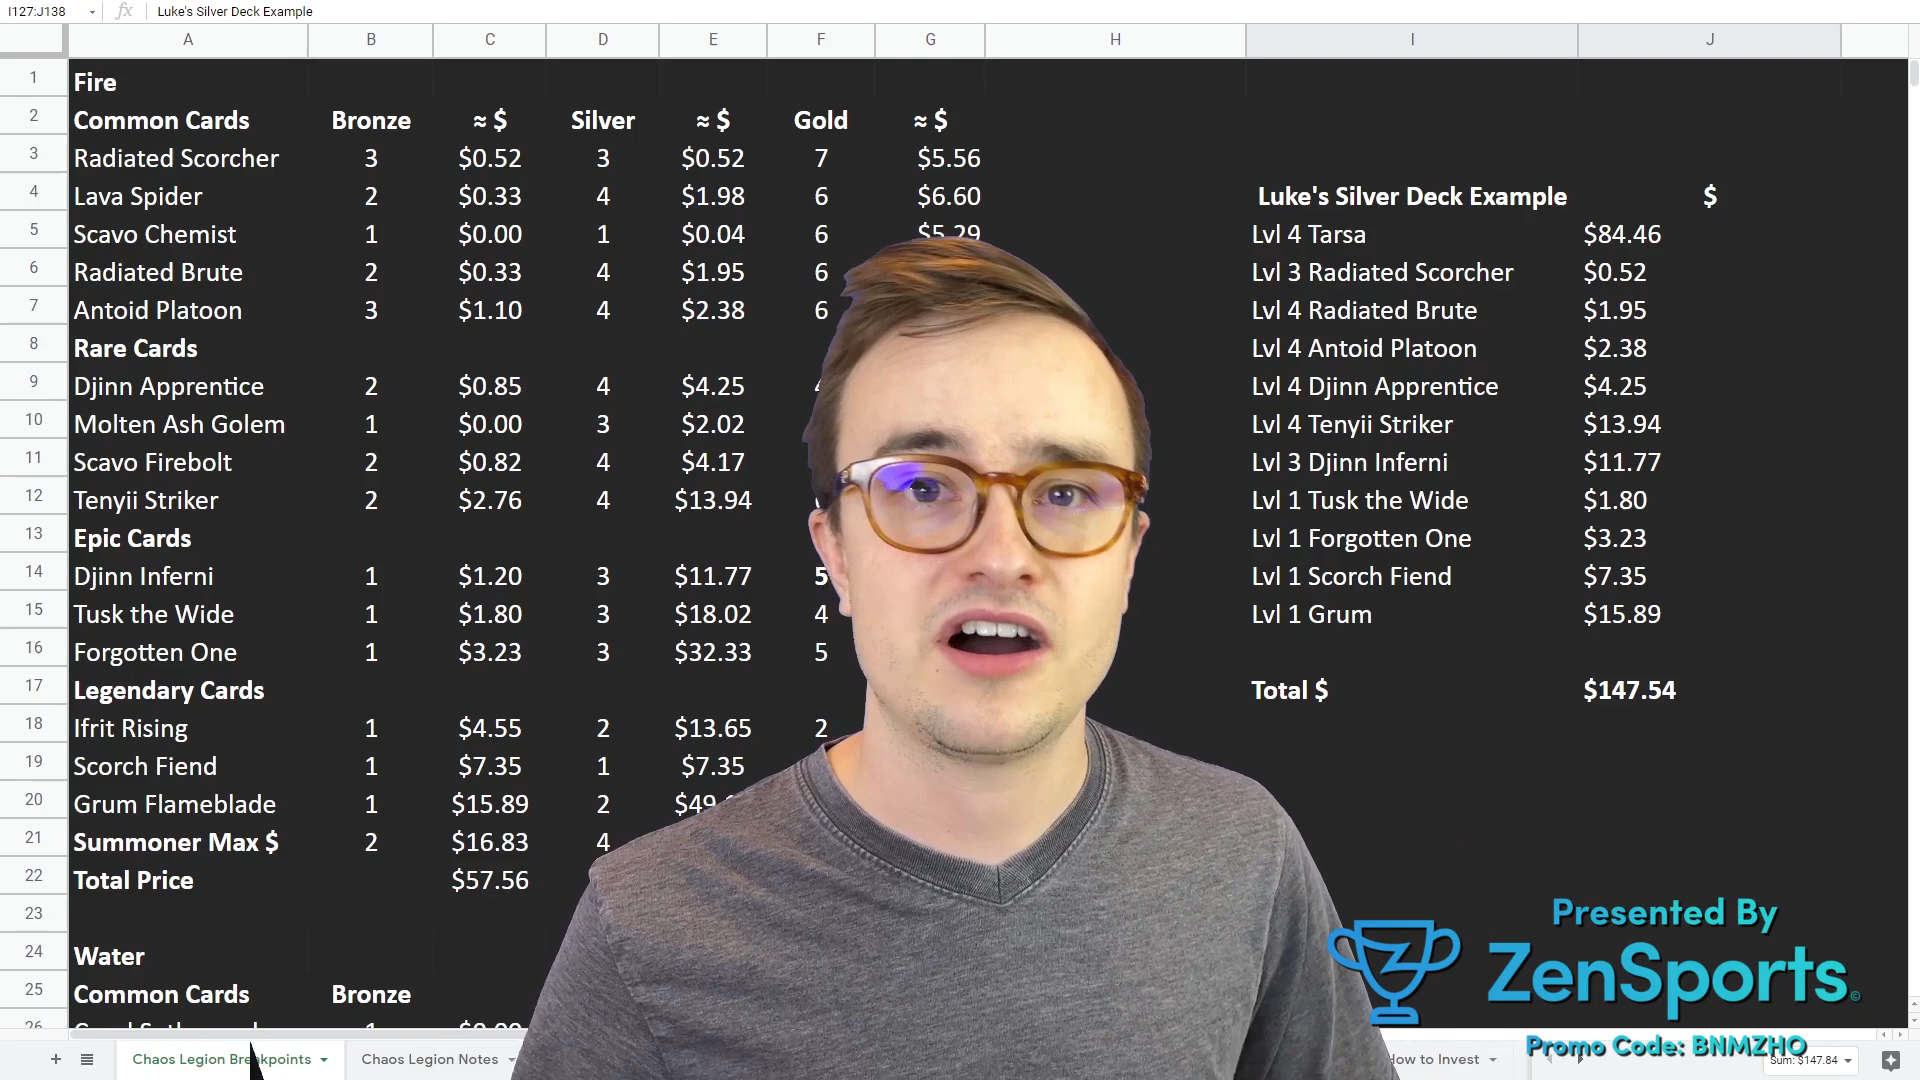 I127:J138 fx Luke's Silver Deck Example
A B C D E F G H I J
1 Fire
2 Common Cards Bronze ≈ $ Silver ≈ $ Gold ≈ $
3 Radiated Scorcher 3 $0.52 3 $0.52 7 $5.56
4 Lava Spider 2 $0.33 4 $1.98 6 $6.60 Luke's Silver Deck Example $
5 Scavo Chemist 1 $0.00 1 $0.04 6 $5.29 Lvl 4 Tarsa $84.46
6 Radiated Brute 2 $0.33 4 $1.95 6 Lvl 3 Radiated Scorcher $0.52
7 Antoid Platoon 3 $1.10 4 $2.38 6 Lvl 4 Radiated Brute $1.95
8 Rare Cards Lvl 4 Antoid Platoon $2.38
9 Djinn Apprentice 2 $0.85 4 $4.25 Lvl 4 Djinn Apprentice $4.25
10 Molten Ash Golem 1 $0.00 3 $2.02 Lvl 4 Tenyii Striker $13.94
11 Scavo Firebolt 2 $0.82 4 $4.17 Lvl 3 Djinn Inferni $11.77
12 Tenyii Striker 2 $2.76 4 $13.94 Lvl 1 Tusk the Wide $1.80
13 Epic Cards Lvl 1 Forgotten One $3.23
14 Djinn Inferni 1 $1.20 3 $11.77 5 Lvl 1 Scorch Fiend $7.35
15 Tusk the Wide 1 $1.80 3 $18.02 4 Lvl 1 Grum $15.89
16 Forgotten One 1 $3.23 3 $32.33 5
17 Legendary Cards Total $ $147.54
18 Ifrit Rising 1 $4.55 2 $13.65 2
19 Scorch Fiend 1 $7.35 1 $7.35
20 Grum Flameblade 1 $15.89 2 $49
21 Summoner Max $ 2 $16.83 4
22 Total Price $57.56
23
24 Water
25 Common Cards Bronze
26
Presented By
ZenSports
Promo Code: BNMZHO
+ Chaos Legion Breakpoints Chaos Legion Notes How to Invest Sum: $147.84